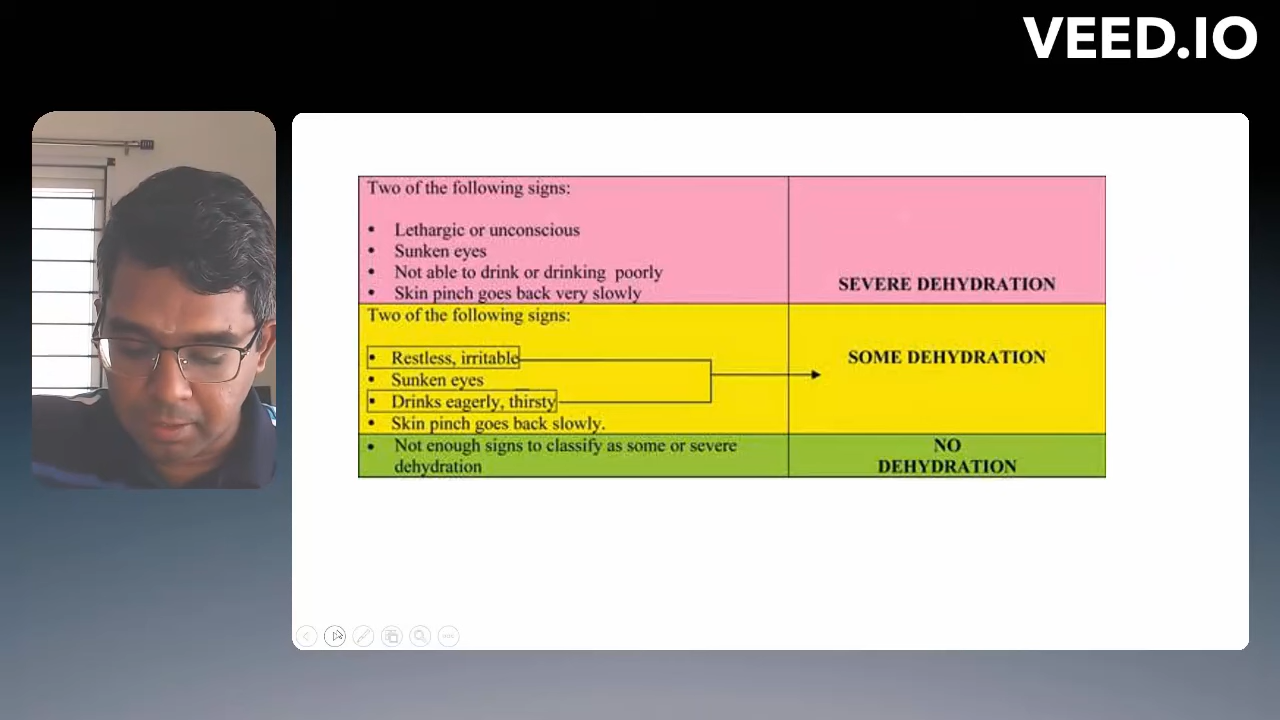 VEED.IO
Two of the following signs:
• Lethargic or unconscious
• Sunken eyes
• Not able to drink or drinking poorly
• Skin pinch goes back very slowly
SEVERE DEHYDRATION
Two of the following signs:
• Restless, irritable
• Sunken eyes
• Drinks eagerly, thirsty
• Skin pinch goes back slowly.
SOME DEHYDRATION
• Not enough signs to classify as some or severe
dehydration
NO
DEHYDRATION